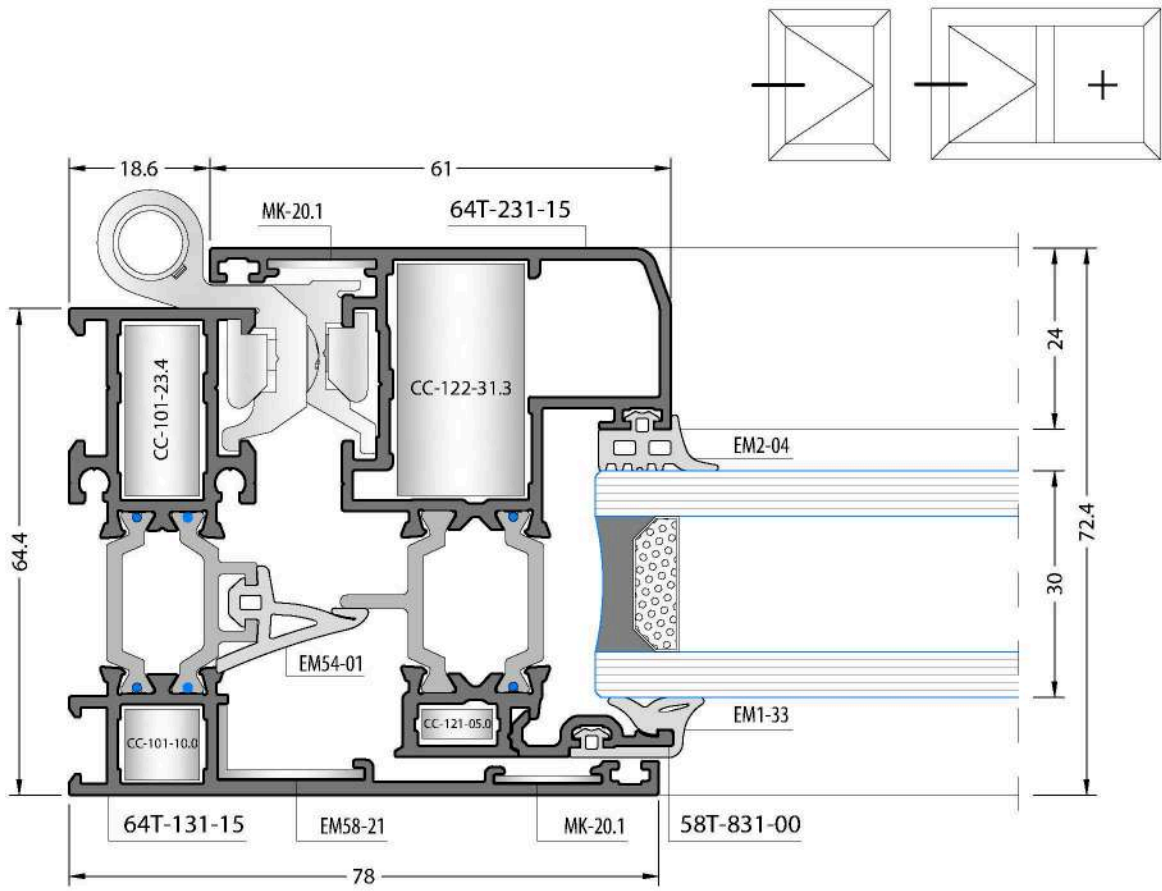 18.6
61
MK-20.1
64T-231-15
CC-101-23.4
CC-122-31.3
24
EM2-04
64.4
30
72.4
EM54-01
EM1-33
CC-101-10.0
CC-121-05.0
64T-131-15
EM58-21
MK-20.1
58T-831-00
78